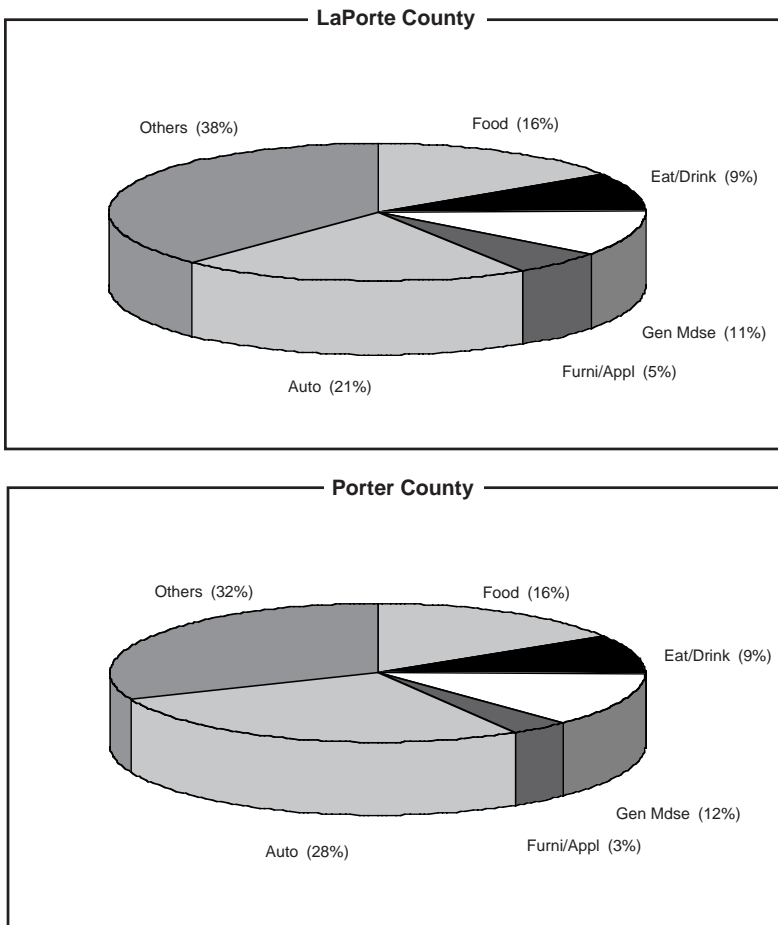 LaPorte County
Others (38%)
Food (16%)
Eat/Drink (9%)
Gen Mdse (11%)
Furni/Appl (5%)
Auto (21%)
Porter County
Others (32%)
Food (16%)
Eat/Drink (9%)
Gen Mdse (12%)
Furni/Appl (3%)
Auto (28%)